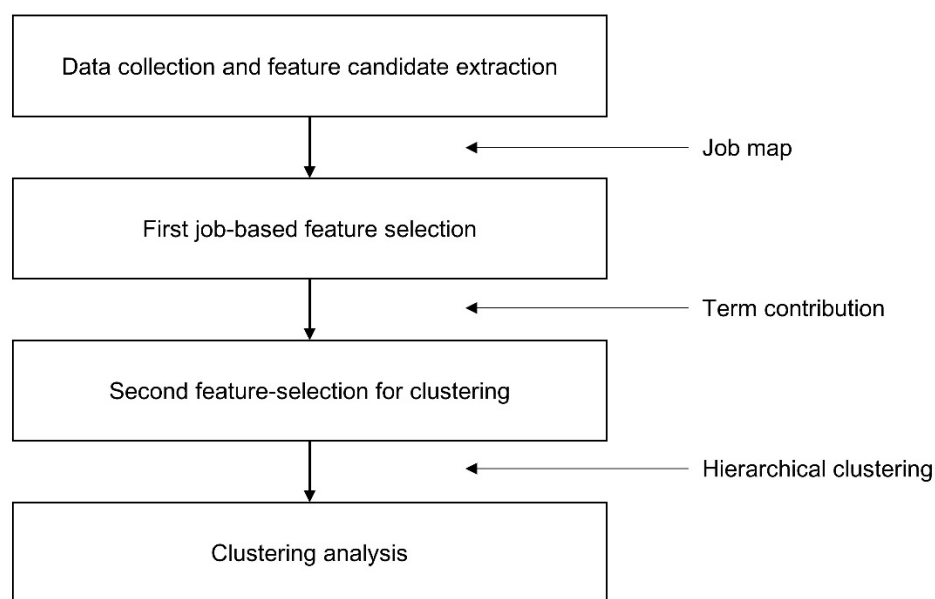 Data collection and feature candidate extraction
Job map
First job-based feature selection
Term contribution
Second feature-selection for clustering
Hierarchical clustering
Clustering analysis